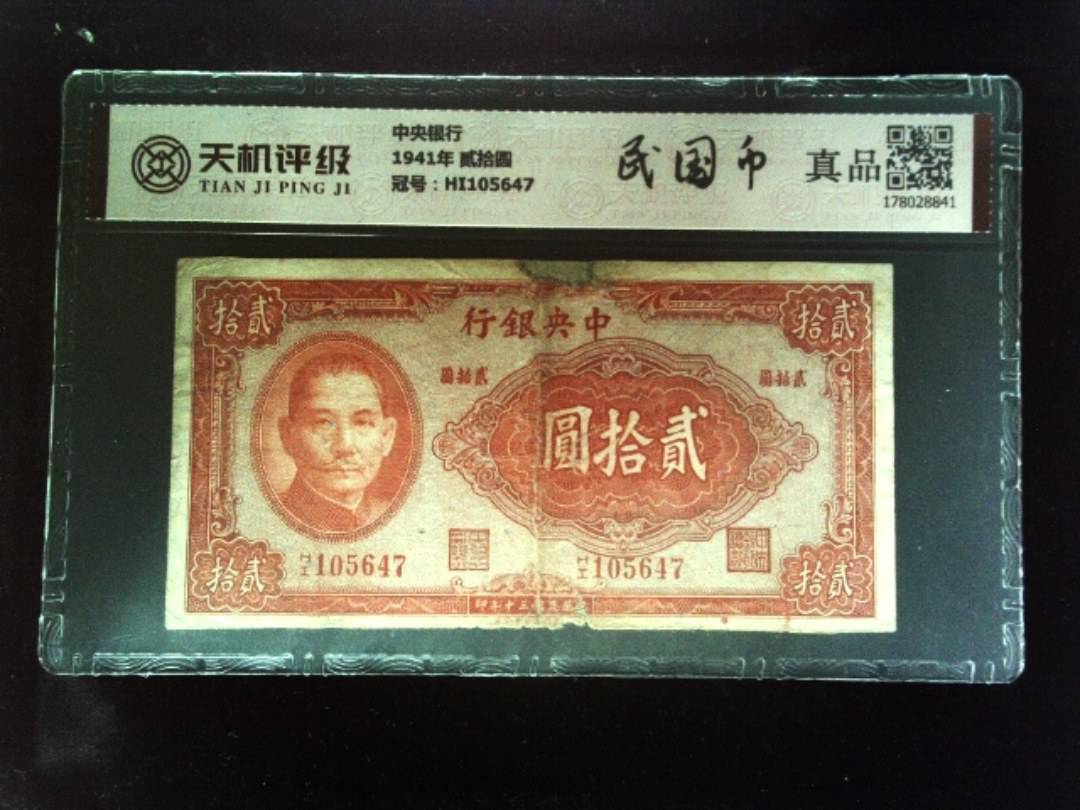 天机评级
TIAN JI PING JI
中央银行
1941年 贰拾圆
冠号：HI105647
民国币
真品
178028841
拾貳
行銀央中
拾貳
圓拾貳
圓拾貳
圓拾貳
HI105647
HI105647
拾貳
拾貳